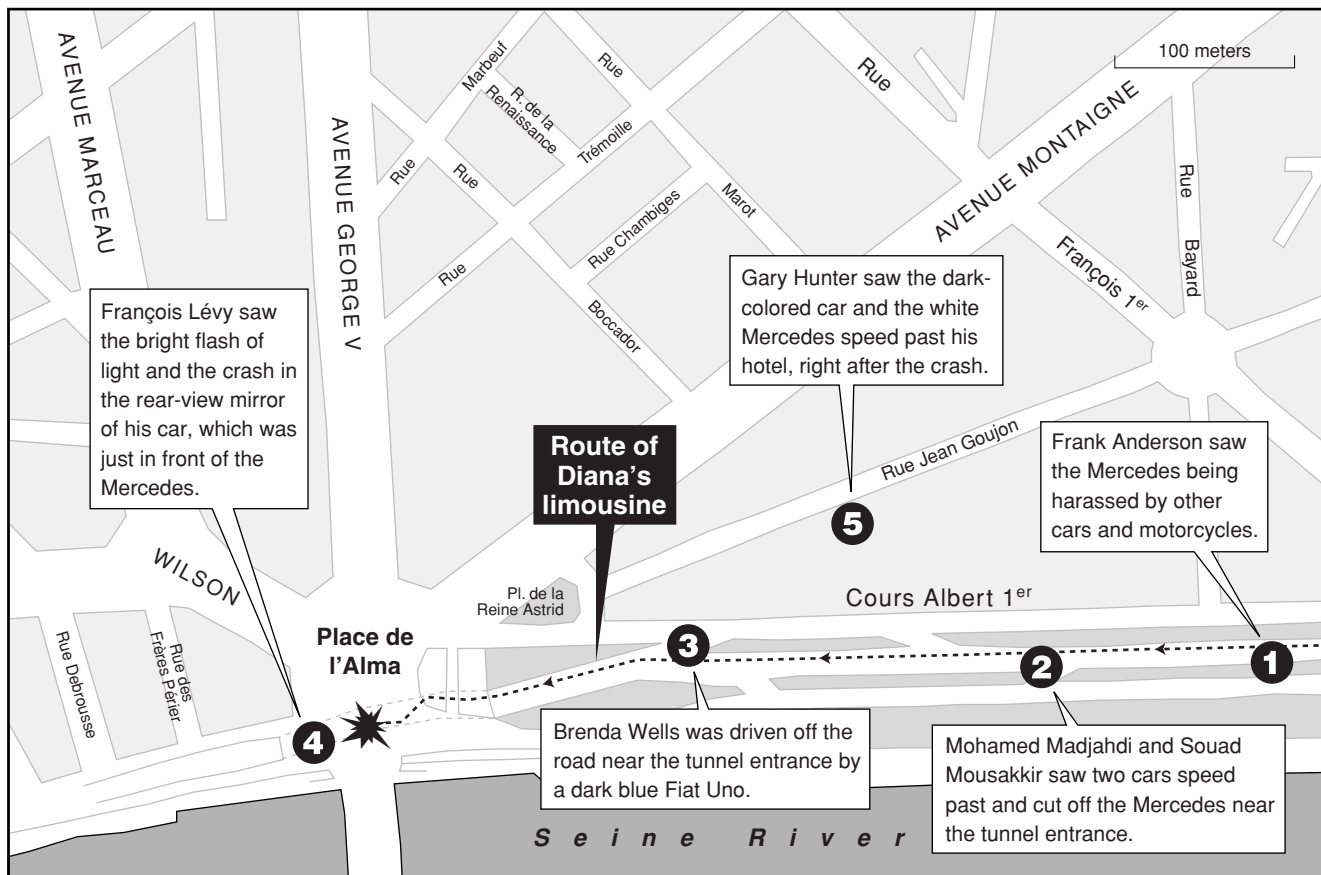 100 meters
AVENUE MARCEAU
AVENUE GEORGE V
Rue
Marbeuf
R. de la
Renaissance
Rue
Trémoille
Rue
Marot
Rue
Rue Chambiges
Rue
Boccador
Rue
François 1er
AVENUE MONTAIGNE
Rue
Bayard
François Lévy saw
the bright flash of
light and the crash in
the rear-view mirror
of his car, which was
just in front of the
Mercedes.
Gary Hunter saw the dark-
colored car and the white
Mercedes speed past his
hotel, right after the crash.
Route of
Diana’s
limousine
Rue Jean Goujon
Frank Anderson saw
the Mercedes being
harassed by other
cars and motorcycles.
5
WILSON
Pl. de la
Reine Astrid
Cours Albert 1er
Rue Debrousse
Rue des
Frères Périer
Place de
l’Alma
3
2
1
4
Brenda Wells was driven off the
road near the tunnel entrance by
a dark blue Fiat Uno.
Mohamed Madjahdi and Souad
Mousakkir saw two cars speed
past and cut off the Mercedes near
the tunnel entrance.
Seine River